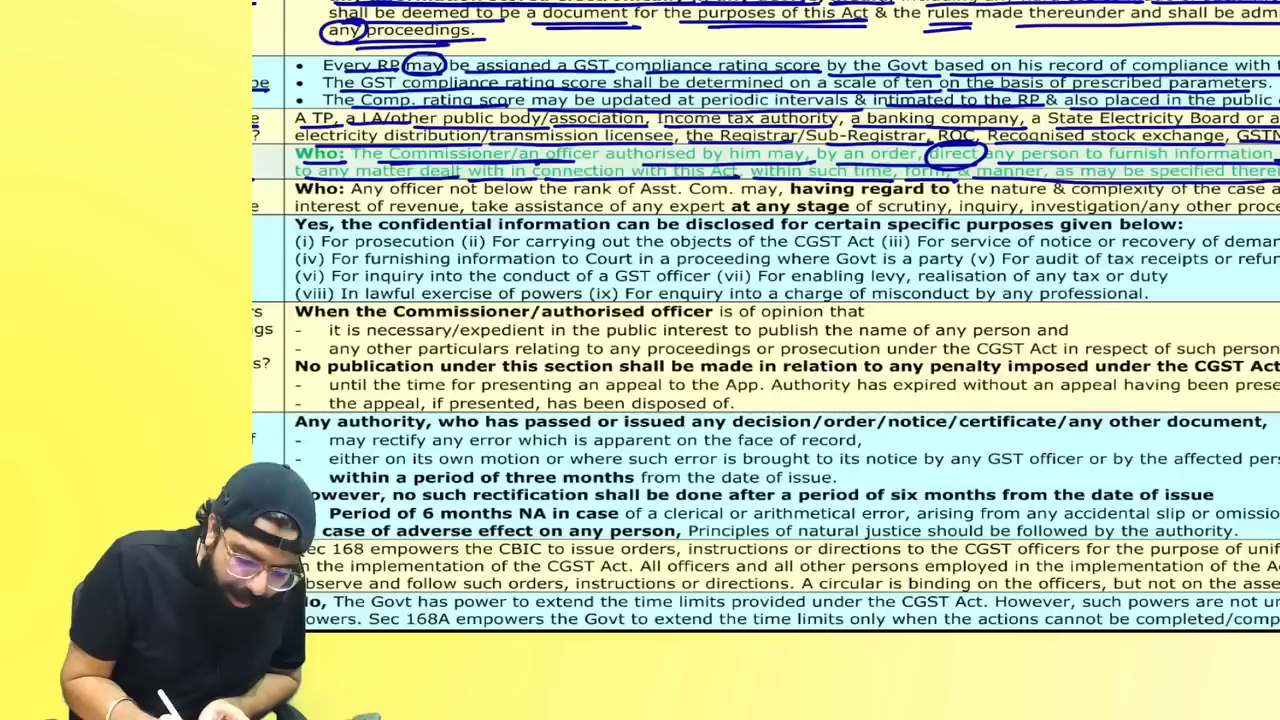 shall be deemed to be a document for the purposes of this Act & the rules made thereunder and shall be adm
any proceedings.
• Every RP may be assigned a GST compliance rating score by the Govt based on his record of compliance with t
be • The GST compliance rating score shall be determined on a scale of ten on the basis of prescribed parameters.
• The Comp. rating score may be updated at periodic intervals & intimated to the RP & also placed in the public
e A TP, a LA/other public body/association, Income tax authority, a banking company, a State Electricity Board or a
? electricity distribution/transmission licensee, the Registrar/Sub-Registrar, ROC, Recognised stock exchange, GSTN
Who: The Commissioner/an officer authorised by him may, by an order, direct any person to furnish information
to any matter dealt with in connection with this Act, within such time, form, & manner, as may be specified therei
Who: Any officer not below the rank of Asst. Com. may, having regard to the nature & complexity of the case a
e interest of revenue, take assistance of any expert at any stage of scrutiny, inquiry, investigation/any other proce
Yes, the confidential information can be disclosed for certain specific purposes given below:
(i) For prosecution (ii) For carrying out the objects of the CGST Act (iii) For service of notice or recovery of deman
(iv) For furnishing information to Court in a proceeding where Govt is a party (v) For audit of tax receipts or refun
(vi) For inquiry into the conduct of a GST officer (vii) For enabling levy, realisation of any tax or duty
(viii) In lawful exercise of powers (ix) For enquiry into a charge of misconduct by any professional.
rs When the Commissioner/authorised officer is of opinion that
ngs - it is necessary/expedient in the public interest to publish the name of any person and
- any other particulars relating to any proceedings or prosecution under the CGST Act in respect of such person
s? No publication under this section shall be made in relation to any penalty imposed under the CGST Act
- until the time for presenting an appeal to the App. Authority has expired without an appeal having been prese
- the appeal, if presented, has been disposed of.
Any authority, who has passed or issued any decision/order/notice/certificate/any other document,
f - may rectify any error which is apparent on the face of record,
- either on its own motion or where such error is brought to its notice by any GST officer or by the affected pers
within a period of three months from the date of issue.
owever, no such rectification shall be done after a period of six months from the date of issue
Period of 6 months NA in case of a clerical or arithmetical error, arising from any accidental slip or omissio
case of adverse effect on any person, Principles of natural justice should be followed by the authority.
ec 168 empowers the CBIC to issue orders, instructions or directions to the CGST officers for the purpose of unif
n the implementation of the CGST Act. All officers and all other persons employed in the implementation of the Ac
bserve and follow such orders, instructions or directions. A circular is binding on the officers, but not on the asse
o, The Govt has power to extend the time limits provided under the CGST Act. However, such powers are not un
owers. Sec 168A empowers the Govt to extend the time limits only when the actions cannot be completed/comp